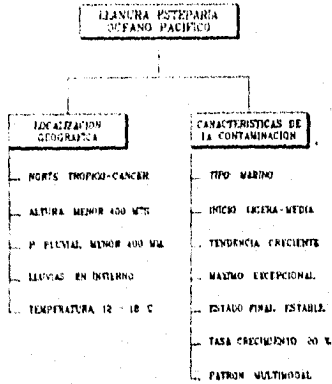 LLANURA ESTEPARIA
OCEANO PACIFICO
LOCALIZACION
GEOGRAFICA
NORTE TROPICO-CANCER
ALTURA MENOR 400 MTS
P FLUVIAL MENOR 400 MM
LLUVIAS EN INVIERNO
TEMPERATURA 12 - 18 C
CARACTERISTICAS DE
LA CONTAMINACION
TIPO MARINO
INICIO LIGERA-MEDIA
TENDENCIA CRECIENTE
MAXIMO EXCEPCIONAL
ESTADO FINAL ESTABLE
TASA CRECIMIENTO 20 %
PATRON MULTIMODAL